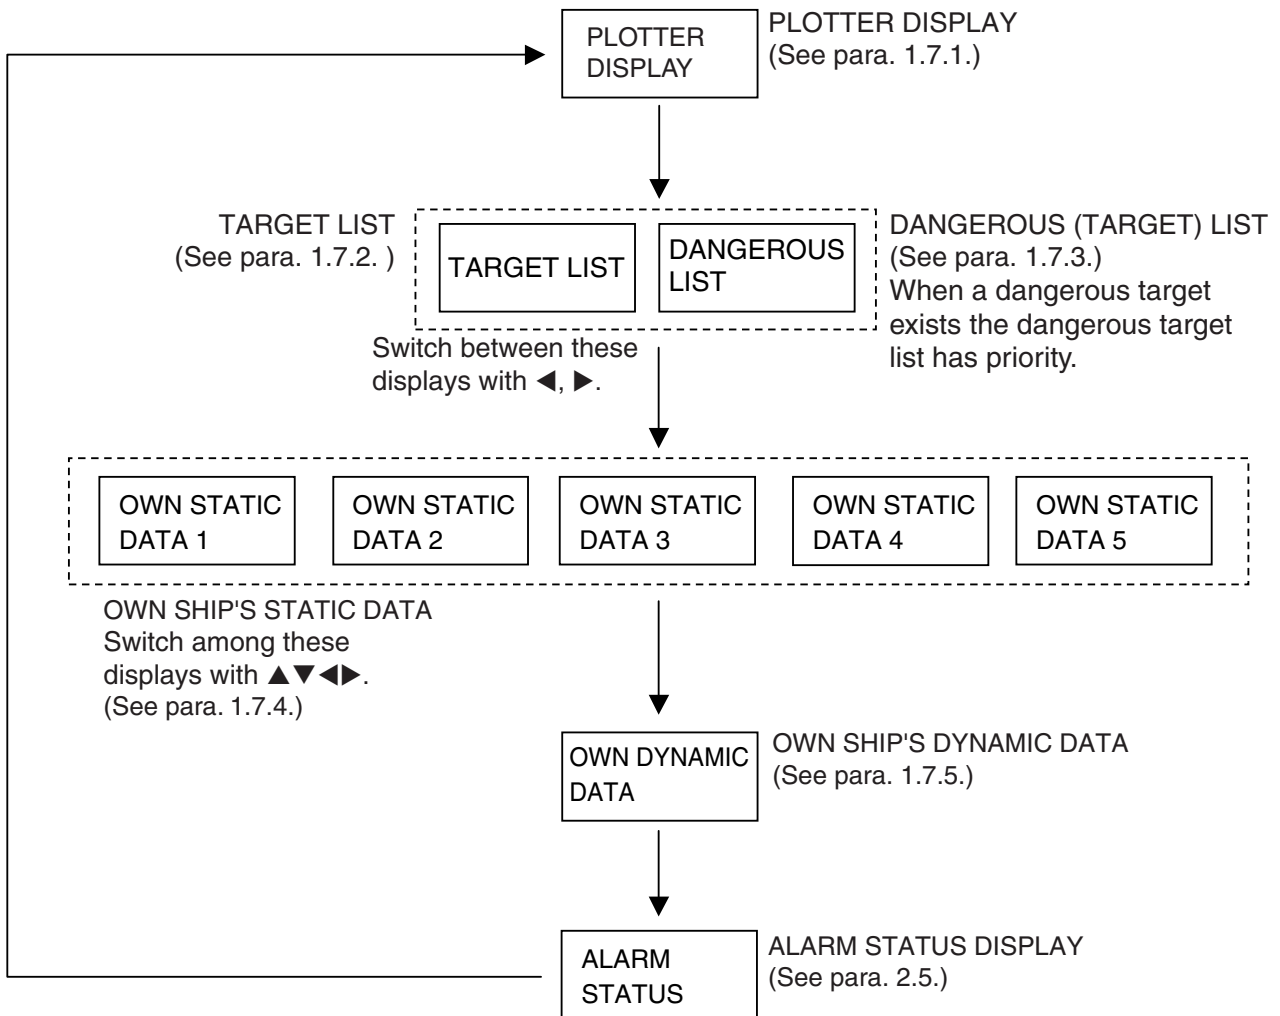 PLOTTER
DISPLAY
PLOTTER DISPLAY
(See para. 1.7.1.)
TARGET LIST
(See para. 1.7.2. )
TARGET LIST
DANGEROUS
LIST
DANGEROUS (TARGET) LIST
(See para. 1.7.3.)
When a dangerous target
exists the dangerous target
list has priority.
Switch between these
displays with ◀, ▶.
OWN STATIC
DATA 1
OWN STATIC
DATA 2
OWN STATIC
DATA 3
OWN STATIC
DATA 4
OWN STATIC
DATA 5
OWN SHIP'S STATIC DATA
Switch among these
displays with ▲▼◀▶.
(See para. 1.7.4.)
OWN DYNAMIC
DATA
OWN SHIP'S DYNAMIC DATA
(See para. 1.7.5.)
ALARM
STATUS
ALARM STATUS DISPLAY
(See para. 2.5.)